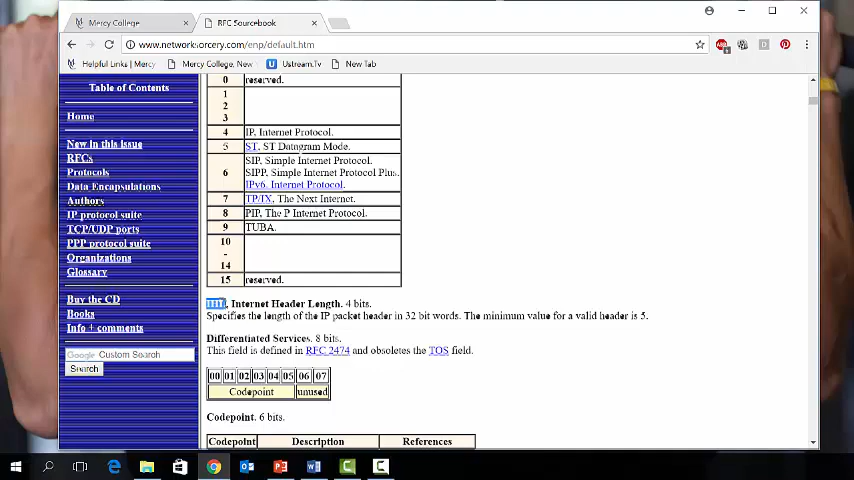 Mercy College
RFC Sourcebook
www.networksorcery.com/enp/default.htm
Helpful Links | Mercy
Mercy College, New
Ustream.Tv
New Tab
Table of Contents
Home
New in this issue
RFCs
Protocols
Data Encapsulations
Authors
IP protocol suite
TCP/UDP ports
PPP protocol suite
Organizations
Glossary
Buy the CD
Books
Info + comments
Google Custom Search
Search
0 reserved.
1
2
3
4 IP, Internet Protocol.
5 ST, ST Datagram Mode.
SIP, Simple Internet Protocol.
6 SIPP, Simple Internet Protocol Plus.
IPv6, Internet Protocol.
7 TP/IX, The Next Internet.
8 PIP, The P Internet Protocol.
9 TUBA.
10
-
14
15 reserved.
IHL, Internet Header Length. 4 bits.
Specifies the length of the IP packet header in 32 bit words. The minimum value for a valid header is 5.
Differentiated Services. 8 bits.
This field is defined in RFC 2474 and obsoletes the TOS field.
00 01 02 03 04 05 06 07
Codepoint unused
Codepoint. 6 bits.
Codepoint Description References